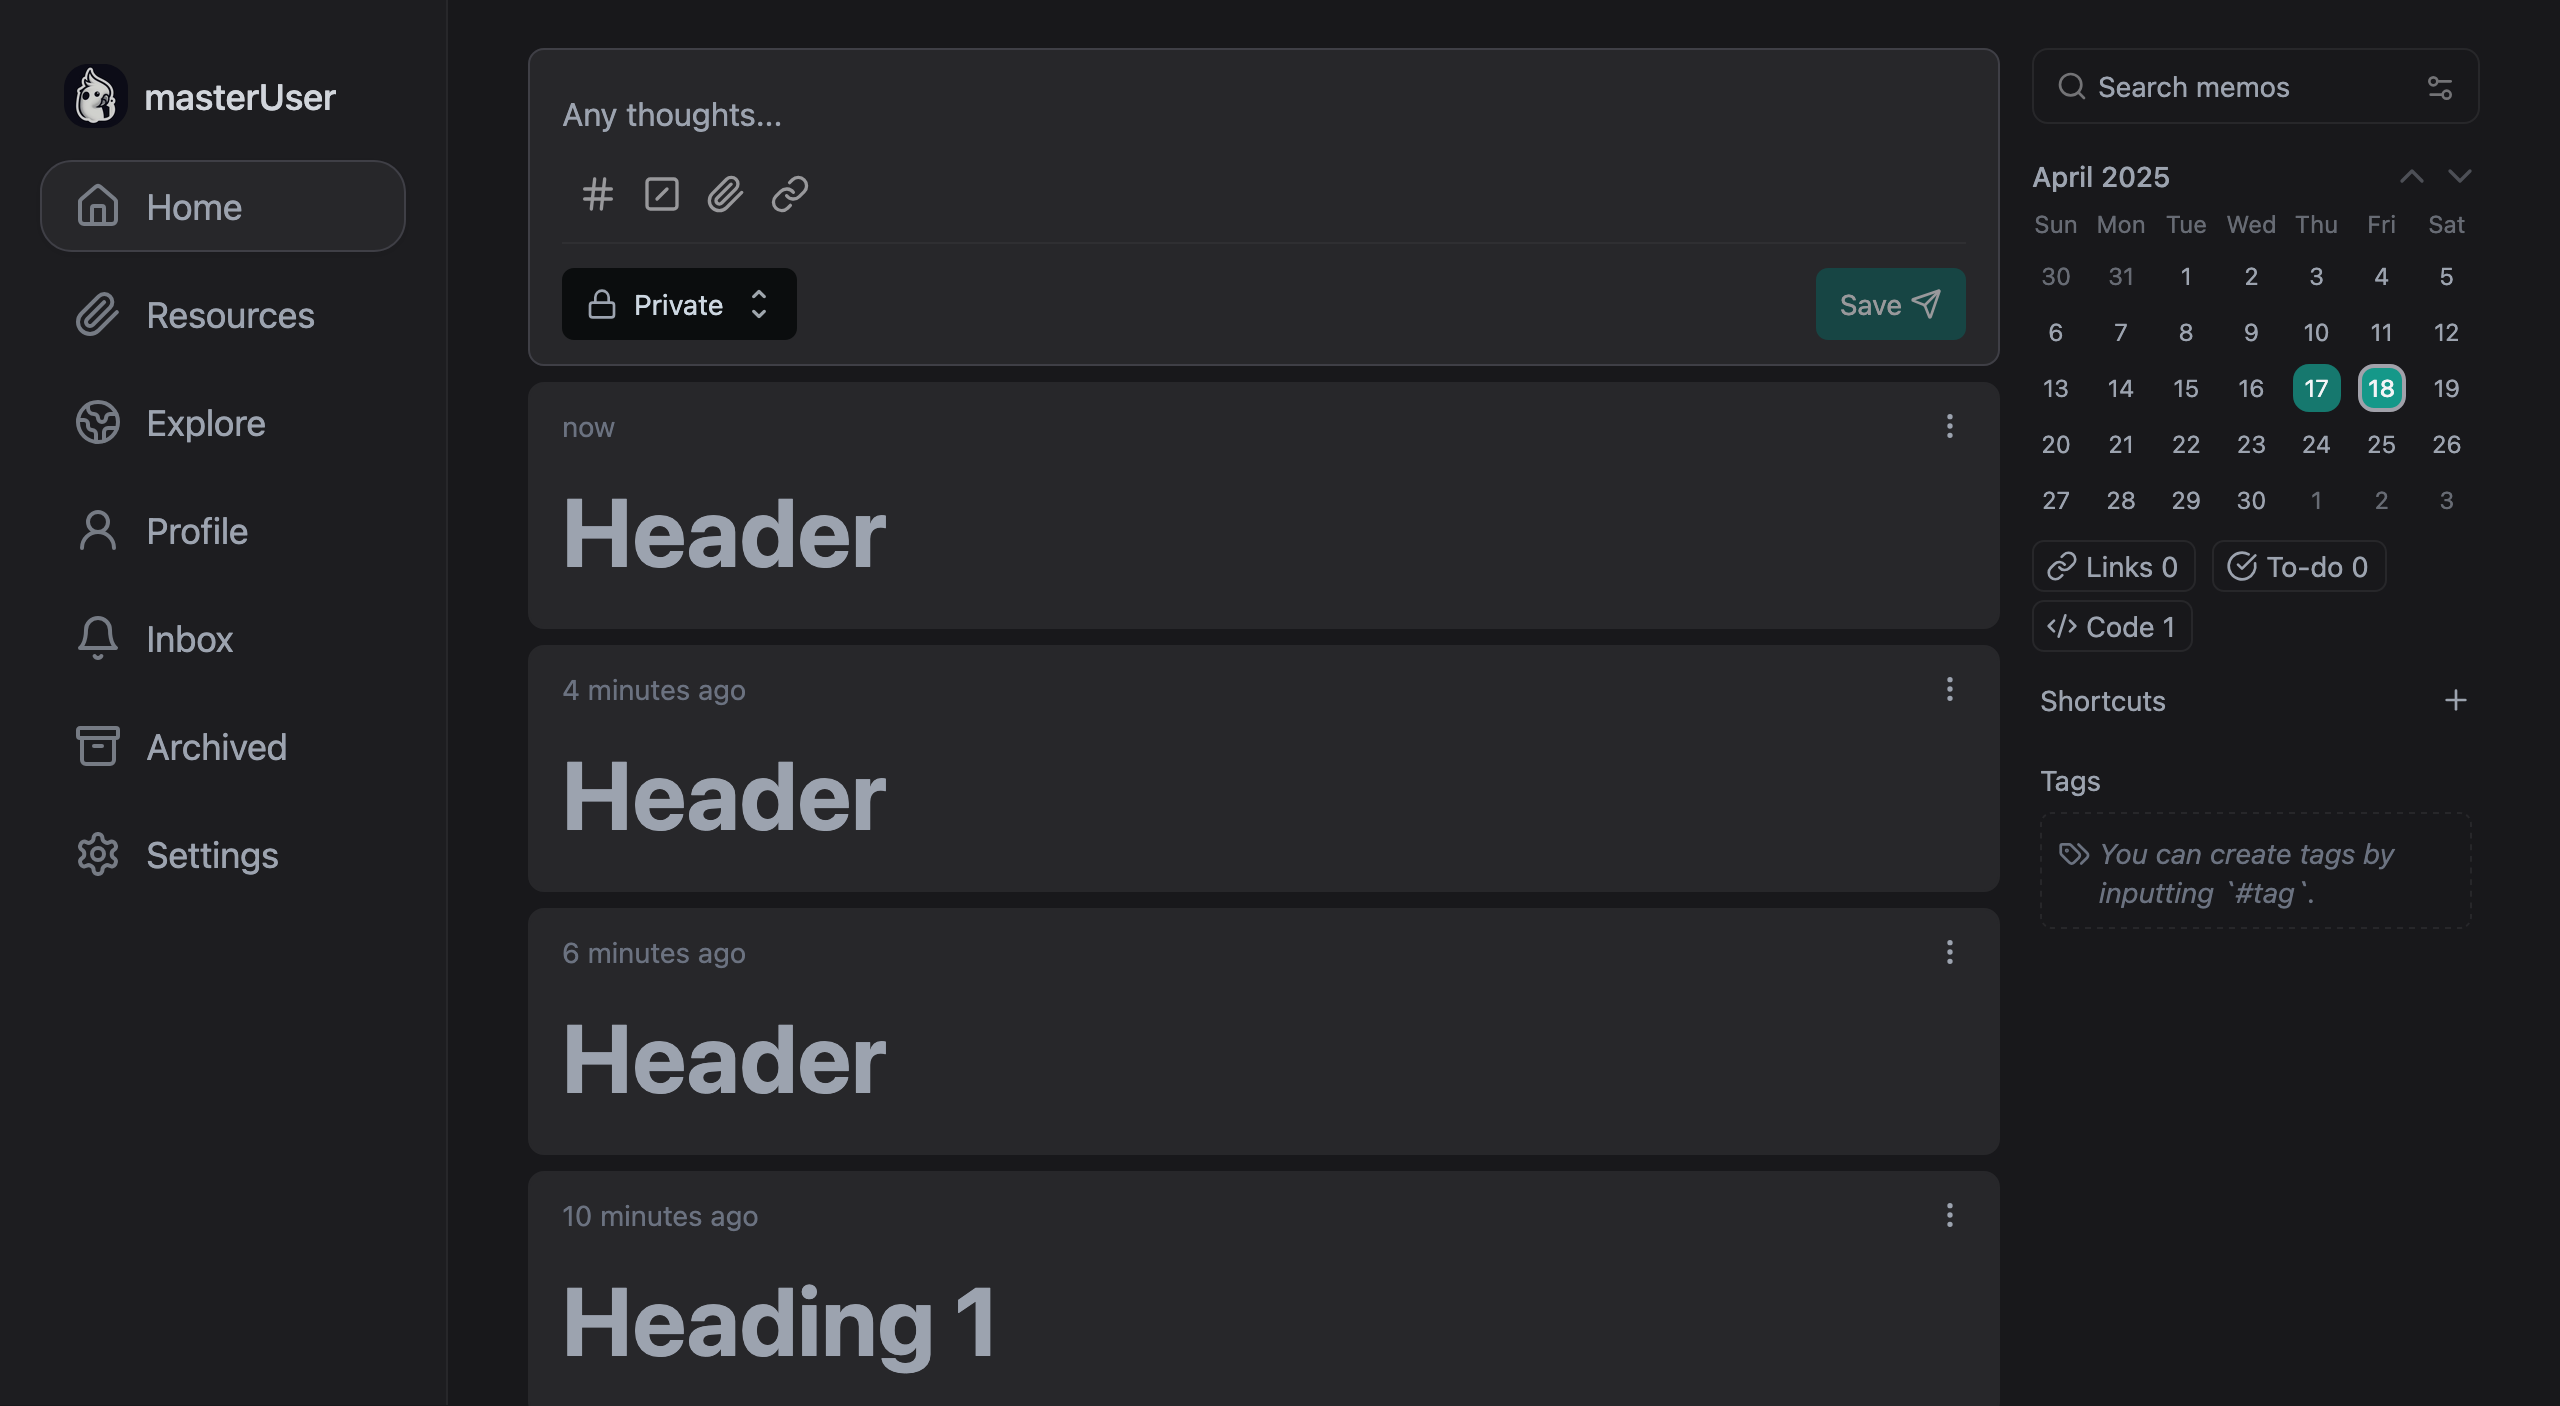 masterUser
Home
Resources
Explore
Profile
Inbox
Archived
Settings
Any thoughts...
Private
Save
now
Header
4 minutes ago
Header
6 minutes ago
Header
10 minutes ago
Heading 1
Search memos
April 2025
Sun Mon Tue Wed Thu Fri Sat
30 31 1 2 3 4 5
6 7 8 9 10 11 12
13 14 15 16 17 18 19
20 21 22 23 24 25 26
27 28 29 30 1 2 3
Links 0 To-do 0
Code 1
Shortcuts
Tags
You can create tags by
inputting `#tag`.